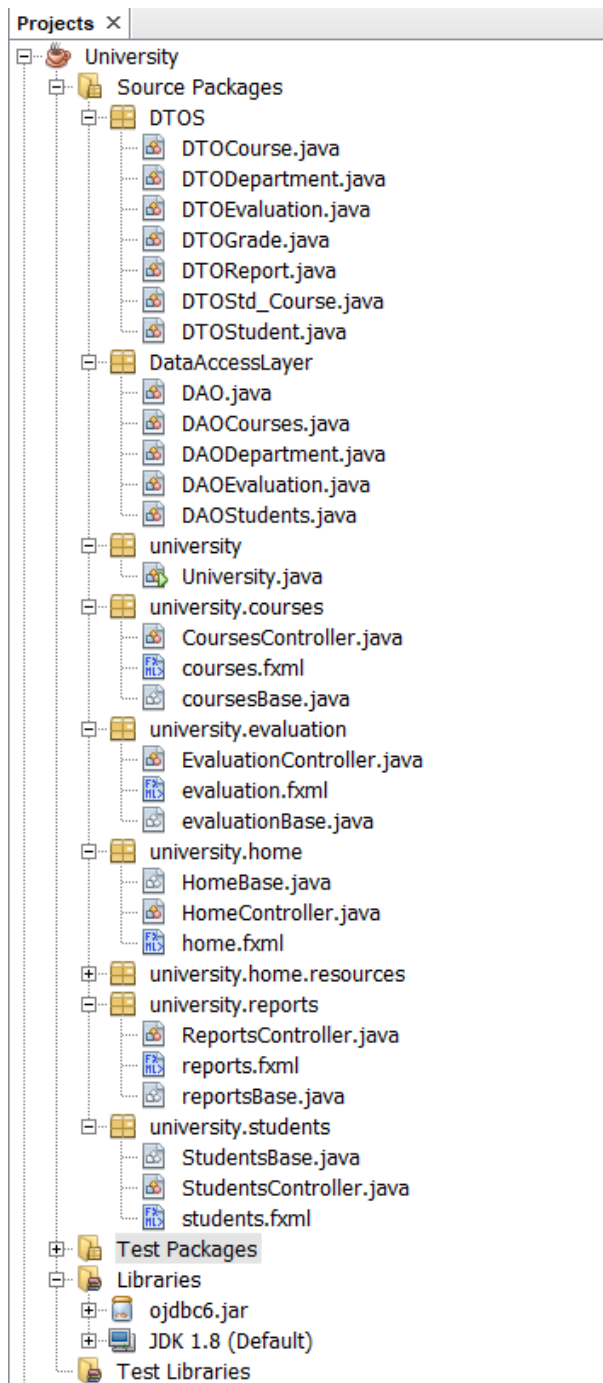 Projects
University
Source Packages
DTOS
DTOCourse.java
DTODepartment.java
DTOEvaluation.java
DTOGrade.java
DTOReport.java
DTOStd_Course.java
DTOStudent.java
DataAccessLayer
DAO.java
DAOCourses.java
DAODepartment.java
DAOEvaluation.java
DAOStudents.java
university
University.java
university.courses
CoursesController.java
courses.fxml
coursesBase.java
university.evaluation
EvaluationController.java
evaluation.fxml
evaluationBase.java
university.home
HomeBase.java
HomeController.java
home.fxml
university.home.resources
university.reports
ReportsController.java
reports.fxml
reportsBase.java
university.students
StudentsBase.java
StudentsController.java
students.fxml
Test Packages
Libraries
ojdbc6.jar
JDK 1.8 (Default)
Test Libraries